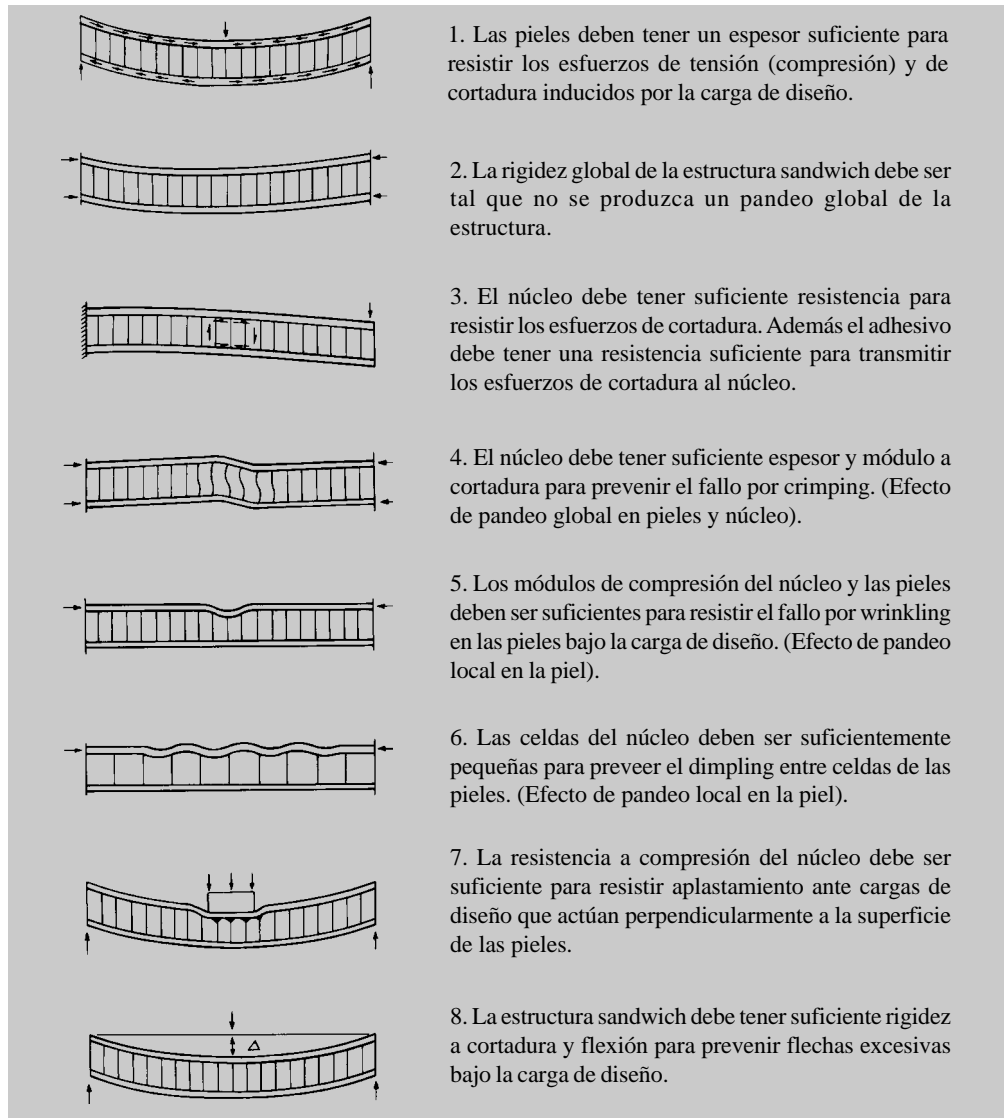 1. Las pieles deben tener un espesor suficiente para
resistir los esfuerzos de tensión (compresión) y de
cortadura inducidos por la carga de diseño.
2. La rigidez global de la estructura sandwich debe ser
tal que no se produzca un pandeo global de la
estructura.
3. El núcleo debe tener suficiente resistencia para
resistir los esfuerzos de cortadura. Además el adhesivo
debe tener una resistencia suficiente para transmitir
los esfuerzos de cortadura al núcleo.
4. El núcleo debe tener suficiente espesor y módulo a
cortadura para prevenir el fallo por crimping. (Efecto
de pandeo global en pieles y núcleo).
5. Los módulos de compresión del núcleo y las pieles
deben ser suficientes para resistir el fallo por wrinkling
en las pieles bajo la carga de diseño. (Efecto de pandeo
local en la piel).
6. Las celdas del núcleo deben ser suficientemente
pequeñas para preveer el dimpling entre celdas de las
pieles. (Efecto de pandeo local en la piel).
7. La resistencia a compresión del núcleo debe ser
suficiente para resistir aplastamiento ante cargas de
diseño que actúan perpendicularmente a la superficie
de las pieles.
Δ
8. La estructura sandwich debe tener suficiente rigidez
a cortadura y flexión para prevenir flechas excesivas
bajo la carga de diseño.